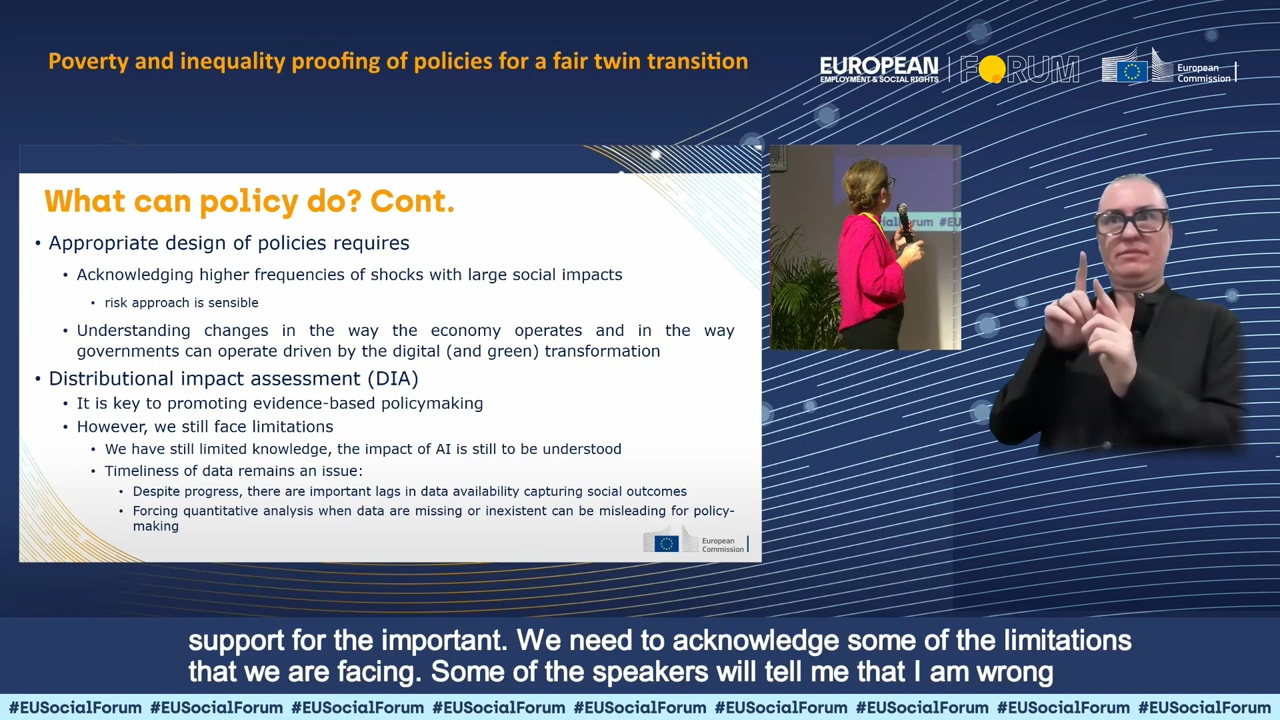 Poverty and inequality proofing of policies for a fair twin transition
EUROPEAN
EMPLOYMENT & SOCIAL RIGHTS
FORUM
European
Commission
What can policy do? Cont.
• Appropriate design of policies requires
• Acknowledging higher frequencies of shocks with large social impacts
• risk approach is sensible
• Understanding changes in the way the economy operates and in the way
governments can operate driven by the digital (and green) transformation
• Distributional impact assessment (DIA)
• It is key to promoting evidence-based policymaking
• However, we still face limitations
• We have still limited knowledge, the impact of AI is still to be understood
• Timeliness of data remains an issue:
• Despite progress, there are important lags in data availability capturing social outcomes
• Forcing quantitative analysis when data are missing or inexistent can be misleading for policy-
making
European
Commission
cialForum #EU
support for the important. We need to acknowledge some of the limitations
that we are facing. Some of the speakers will tell me that I am wrong
#EUSocialForum #EUSocialForum #EUSocialForum #EUSocialForum #EUSocialForum #EUSocialForum #EUSocialForum #EUSocialForum #EUSocialForum